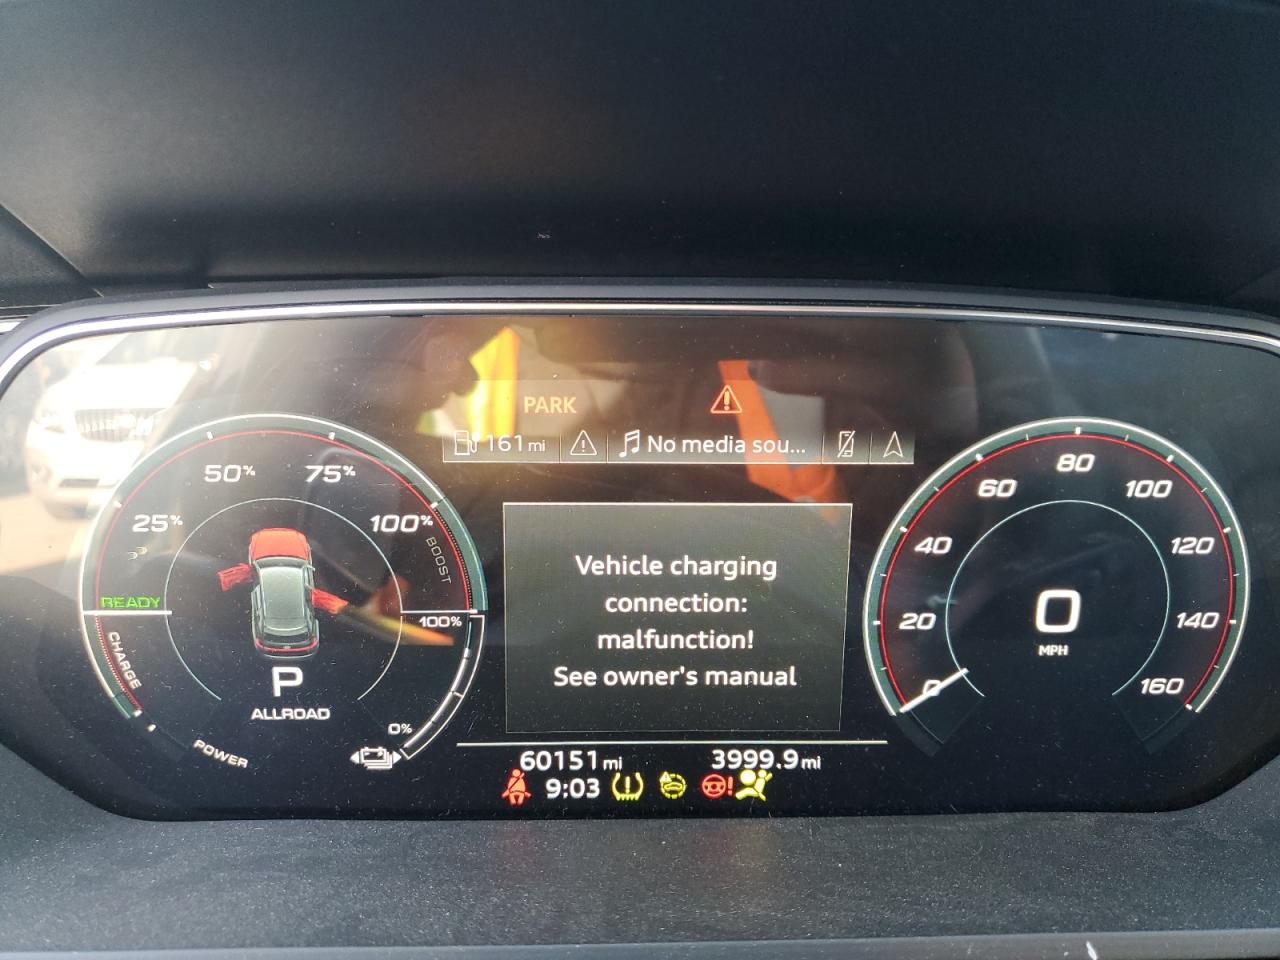 PARK
161 mi
No media sou...
50%
75%
25%
100%
BOOST
READY
100%
CHARGE
P
ALLROAD
0%
POWER
Vehicle charging
connection:
malfunction!
See owner's manual
60151 mi
3999.9 mi
9:03
80
60
100
40
120
20
140
0
160
0
MPH